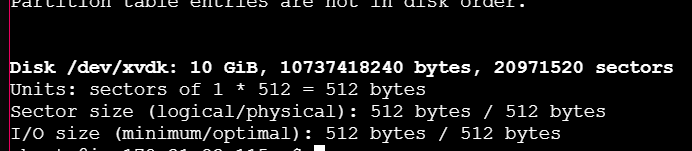 Partition table entries are not in disk order.
Disk /dev/xvdk: 10 GiB, 10737418240 bytes, 20971520 sectors
Units: sectors of 1 * 512 = 512 bytes
Sector size (logical/physical): 512 bytes / 512 bytes
I/O size (minimum/optimal): 512 bytes / 512 bytes